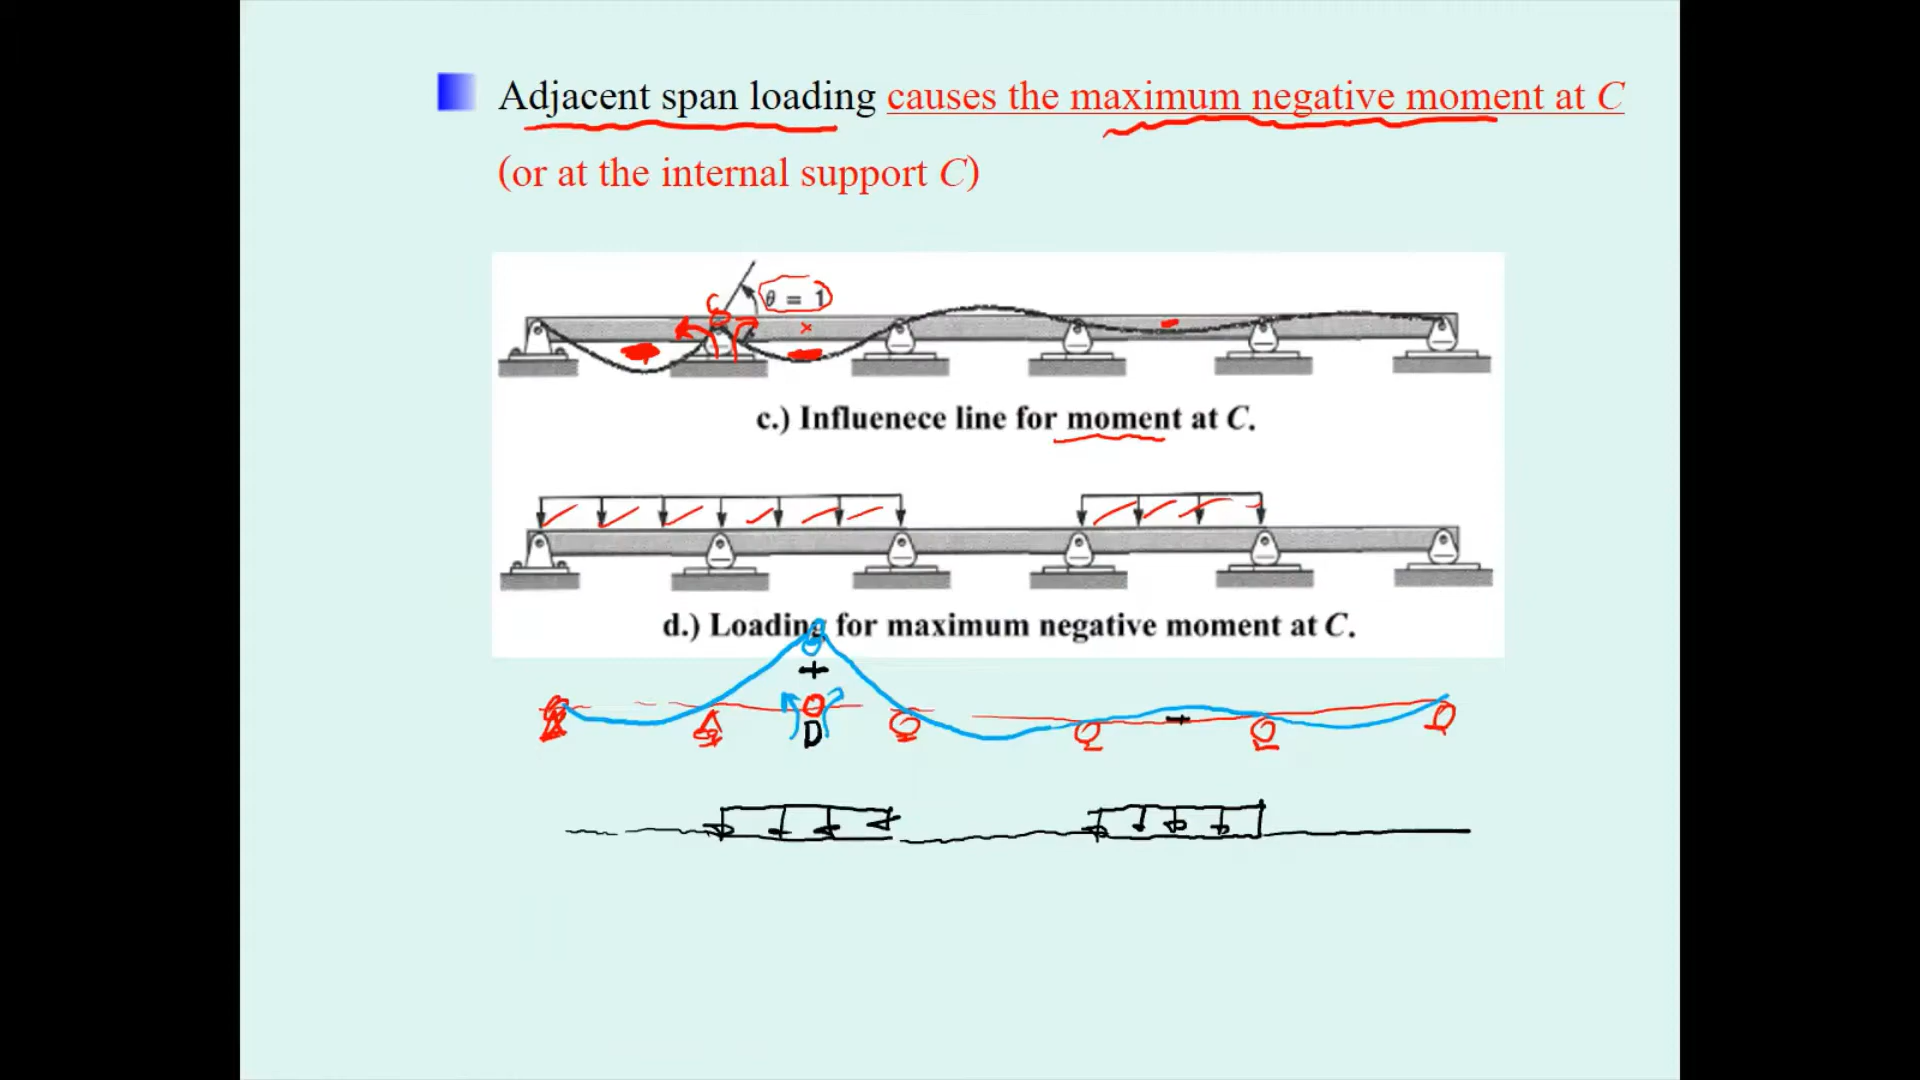 Adjacent span loading causes the maximum negative moment at C
(or at the internal support C)
C
θ = 1
c.) Influenece line for moment at C.
d.) Loading for maximum negative moment at C.
+
D